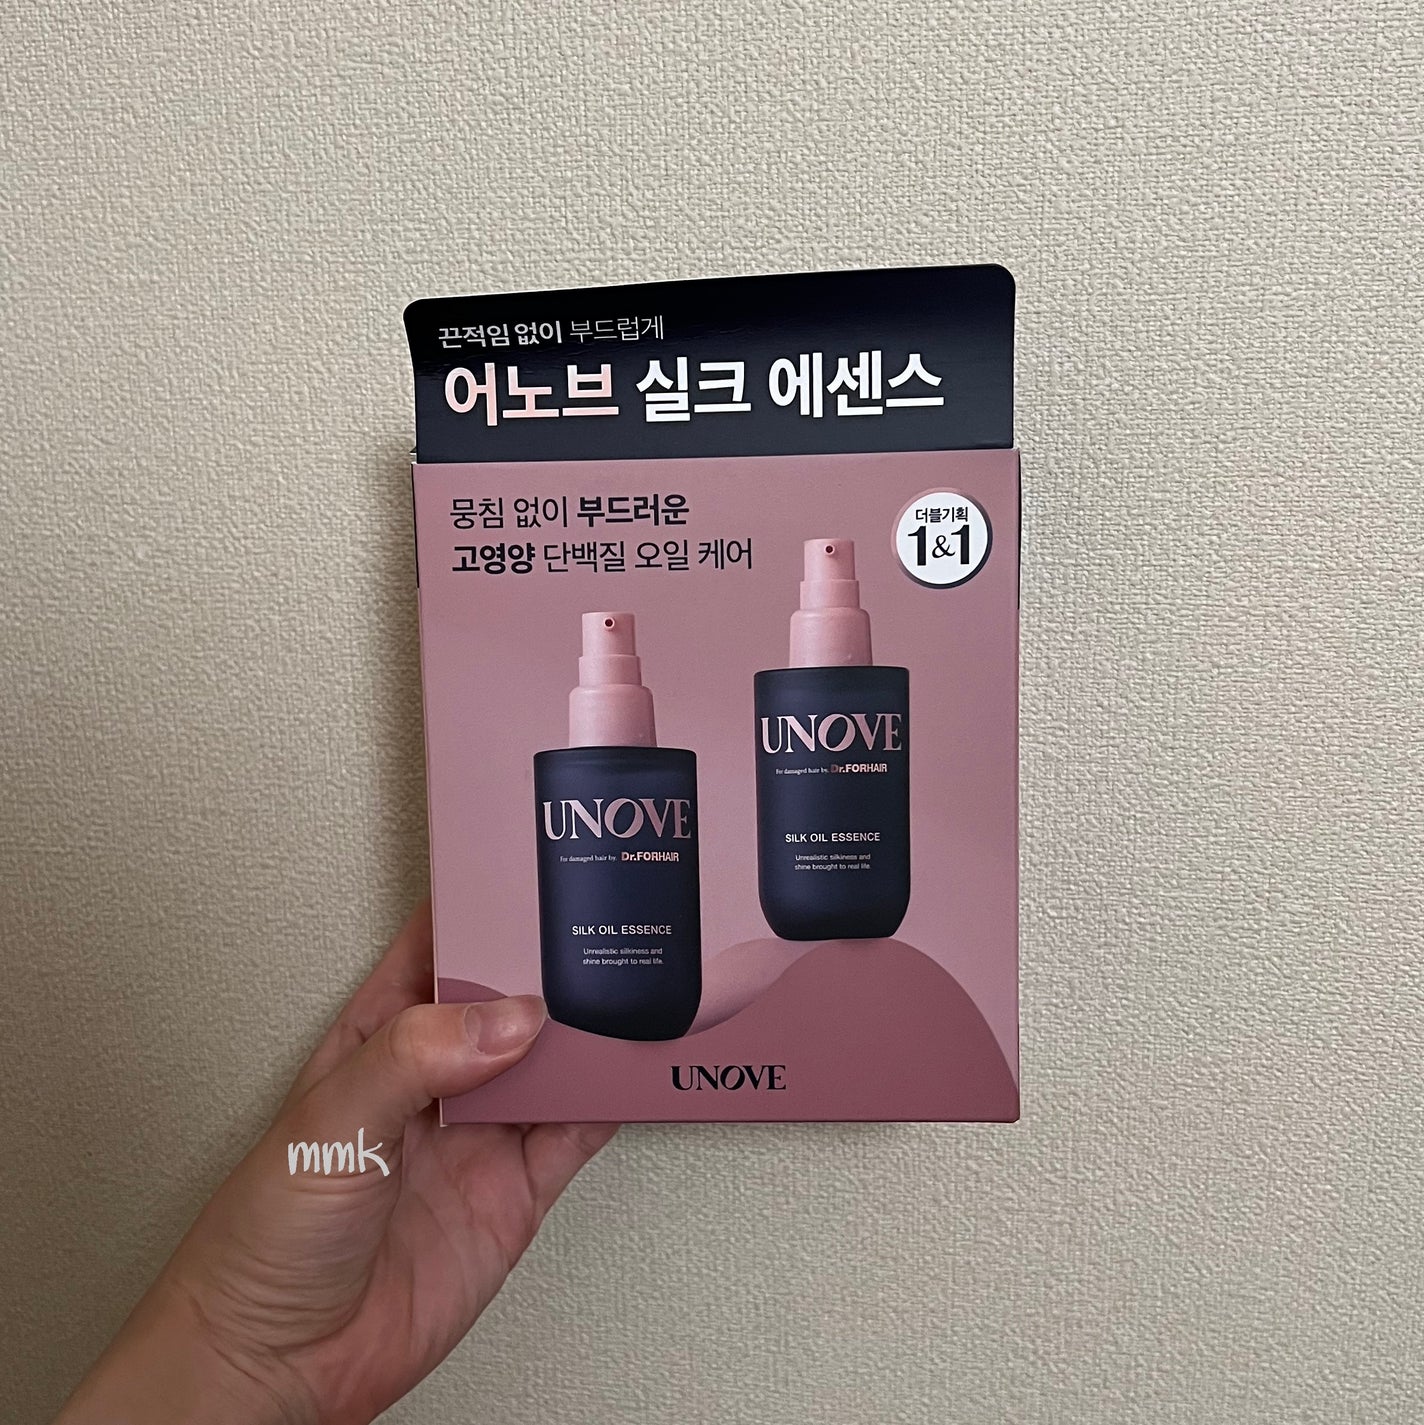 끈적임 없이 부드럽게
어노브 실크 에센스
뭉침 없이 부드러운
고영양 단백질 오일 케어
더블기획
1&1
UNOVE
For damaged hair by. Dr.FORHAIR
SILK OIL ESSENCE
Unrealistic silkiness and
shine brought to real life.
UNOVE
For damaged hair by. Dr.FORHAIR
SILK OIL ESSENCE
Unrealistic silkiness and
shine brought to real life.
UNOVE
mmk